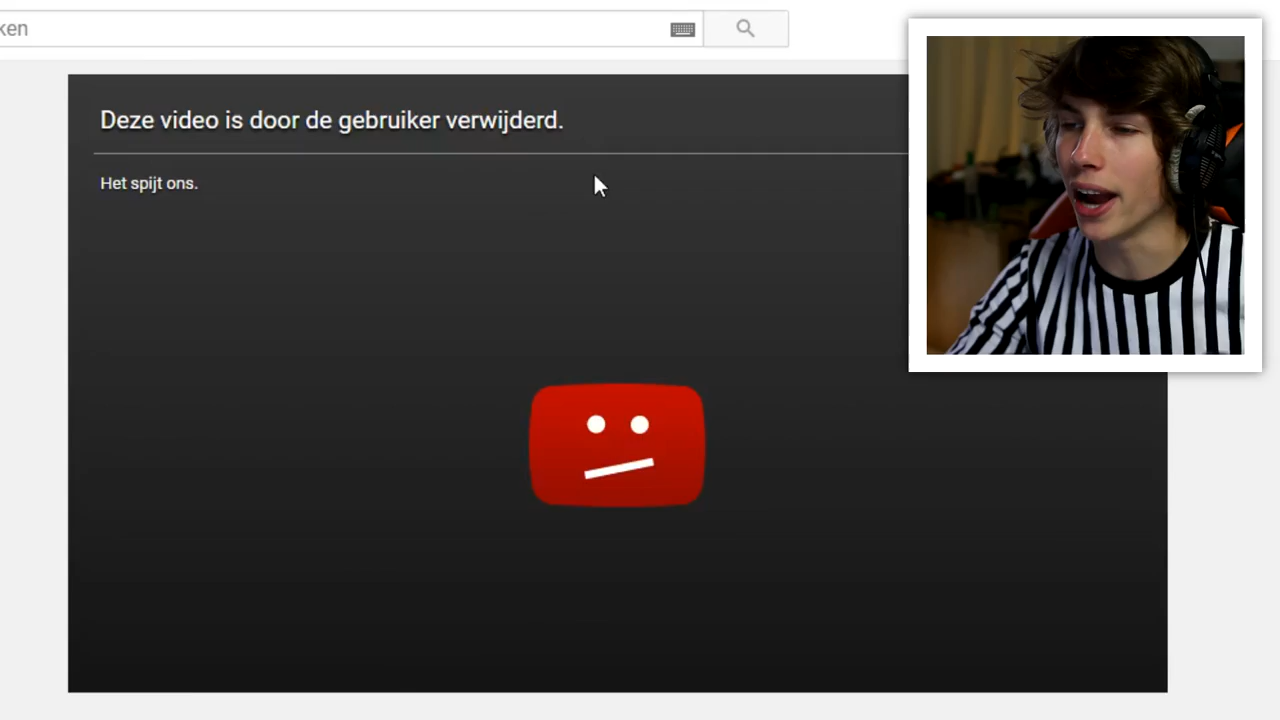 ken
Deze video is door de gebruiker verwijderd.
Het spijt ons.